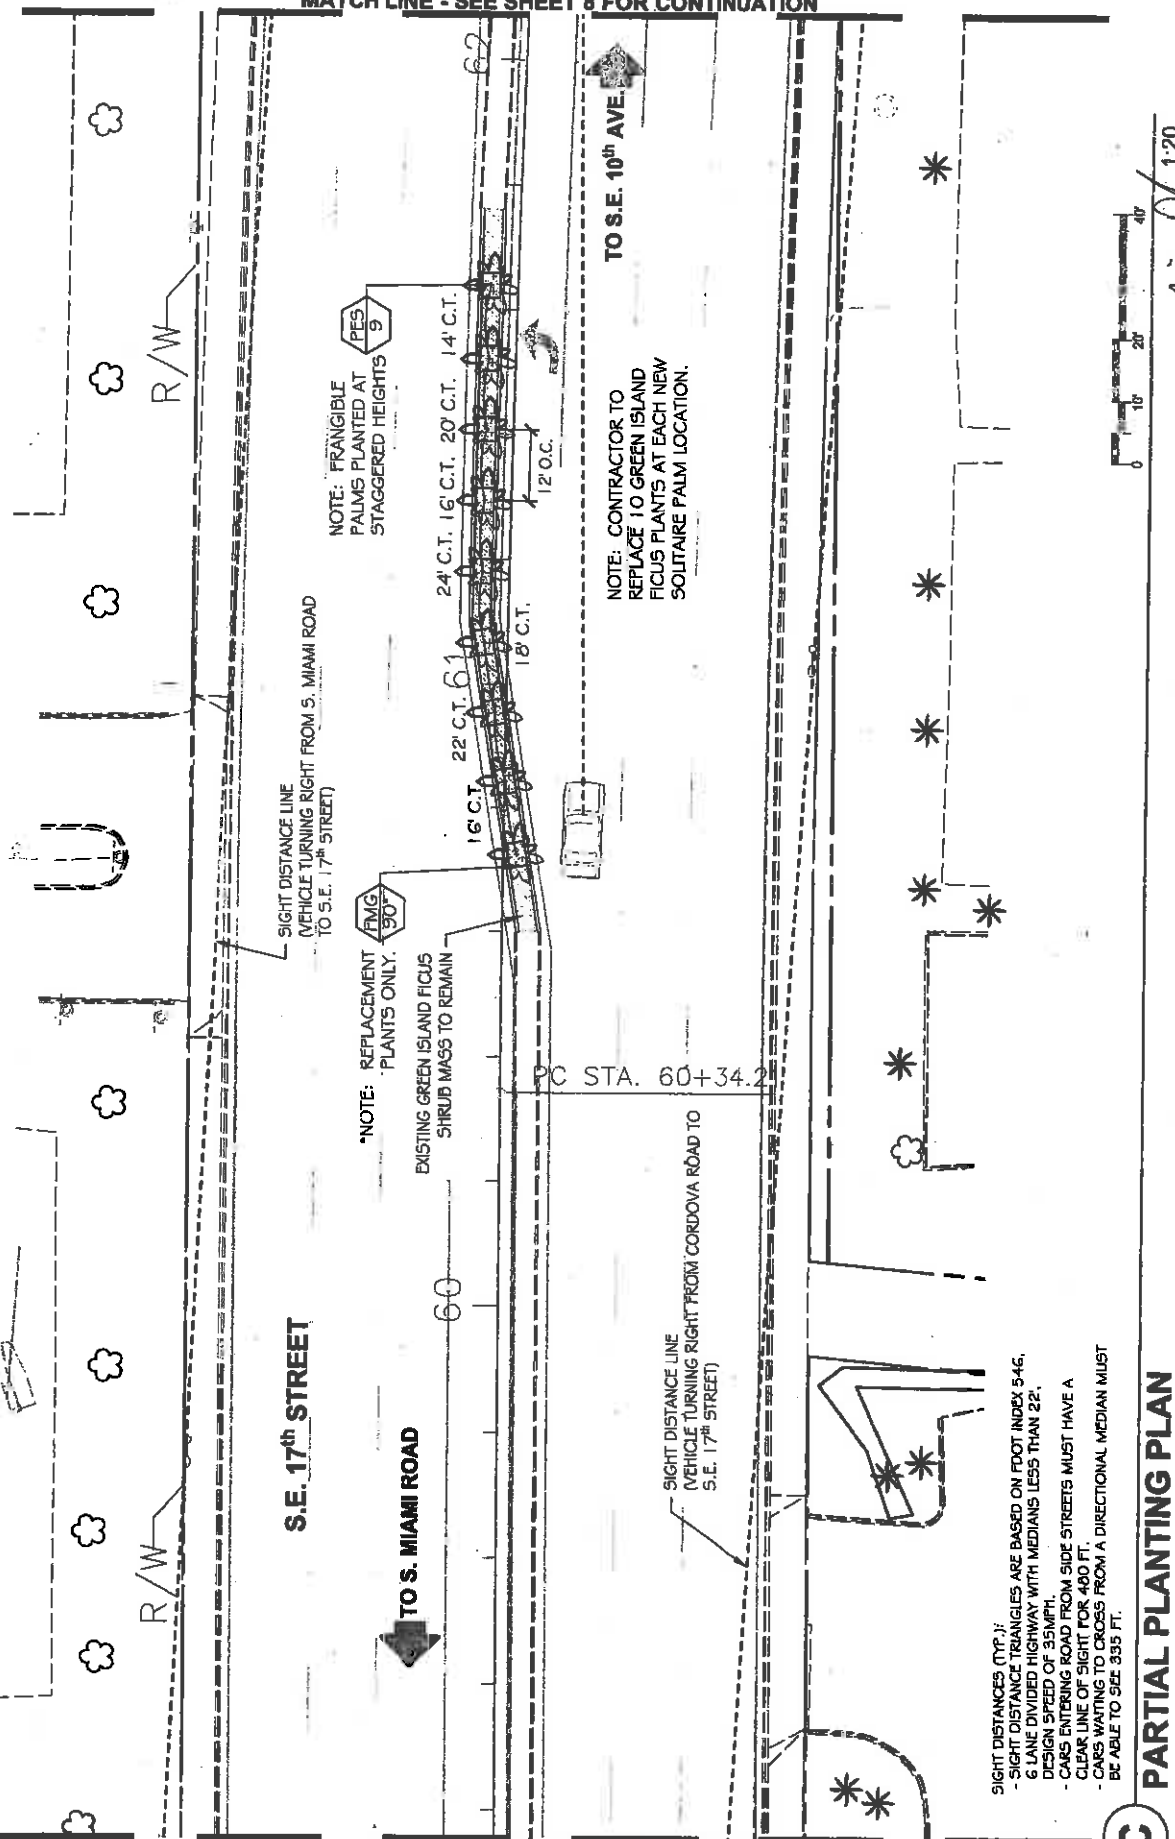 MATCH LINE - SEE SHEET 8 FOR CONTINUATION
62
TO S.E. 10th AVE.
R/W
NOTE: FRANGIBLE
PALMS PLANTED AT
STAGGERED HEIGHTS
PES
9
14' C.T.
20' C.T.
16' C.T.
24' C.T.
18' C.T.
22' C.T.
16' C.T.
12' O.C.
61
NOTE: CONTRACTOR TO
REPLACE 10 GREEN ISLAND
FICUS PLANTS AT EACH NEW
SOLITAIRE PALM LOCATION.
SIGHT DISTANCE LINE
(VEHICLE TURNING RIGHT FROM S. MIAMI ROAD
TO S.E. 17th STREET)
*NOTE: REPLACEMENT
PLANTS ONLY.
FMG
90*
EXISTING GREEN ISLAND FICUS
SHRUB MASS TO REMAIN
PC STA. 60+34.2
60
S.E. 17th STREET
TO S. MIAMI ROAD
R/W
SIGHT DISTANCE LINE
(VEHICLE TURNING RIGHT FROM CORDOVA ROAD TO
S.E. 17th STREET)
SIGHT DISTANCES (TYP.):
- SIGHT DISTANCE TRIANGLES ARE BASED ON FDOT INDEX 546,
6 LANE DIVIDED HIGHWAY WITH MEDIANS LESS THAN 22',
DESIGN SPEED OF 35MPH.
- CARS ENTERING ROAD FROM SIDE STREETS MUST HAVE A
CLEAR LINE OF SIGHT FOR 480 FT.
- CARS WAITING TO CROSS FROM A DIRECTIONAL MEDIAN MUST
BE ABLE TO SEE 335 FT.
0 10' 20' 40'
1:20
C
PARTIAL PLANTING PLAN